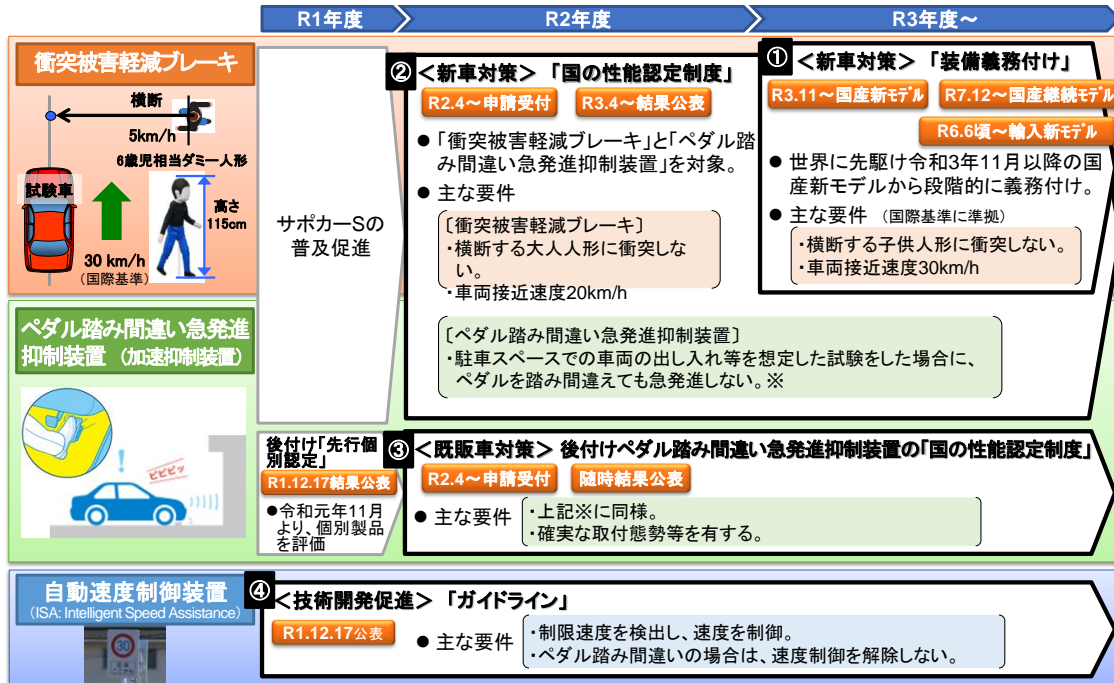 R1年度
R2年度
R3年度～
衝突被害軽減ブレーキ
横断
5km/h
6歳児相当ダミー人形
試験車
高さ
115cm
30 km/h
(国際基準)
サポカーSの
普及促進
② ＜新車対策＞ 「国の性能認定制度」
R2.4～申請受付
R3.4～結果公表
● 「衝突被害軽減ブレーキ」と「ペダル踏
み間違い急発進抑制装置」を対象。
● 主な要件
〔衝突被害軽減ブレーキ〕
・横断する大人人形に衝突しな
い。
・車両接近速度20km/h
〔ペダル踏み間違い急発進抑制装置〕
・駐車スペースでの車両の出し入れ等を想定した試験をした場合に、
ペダルを踏み間違えても急発進しない。※
① ＜新車対策＞ 「装備義務付け」
R3.11～国産新ﾓﾃﾞﾙ
R7.12～国産継続ﾓﾃﾞﾙ
R6.6頃～輸入新ﾓﾃﾞﾙ
● 世界に先駆け令和3年11月以降の国
産新モデルから段階的に義務付け。
● 主な要件 (国際基準に準拠)
・横断する子供人形に衝突しない。
・車両接近速度30km/h
ペダル踏み間違い急発進
抑制装置 (加速抑制装置)
!
ピピピッ
後付け「先行個
別認定」
R1.12.17結果公表
●令和元年11月
より、個別製品
を評価
③ ＜既販車対策＞ 後付けペダル踏み間違い急発進抑制装置の「国の性能認定制度」
R2.4～申請受付
随時結果公表
● 主な要件
・上記※に同様。
・確実な取付態勢等を有する。
自動速度制御装置
(ISA: Intelligent Speed Assistance)
30
④ ＜技術開発促進＞ 「ガイドライン」
R1.12.17公表
● 主な要件
・制限速度を検出し、速度を制御。
・ペダル踏み間違いの場合は、速度制御を解除しない。